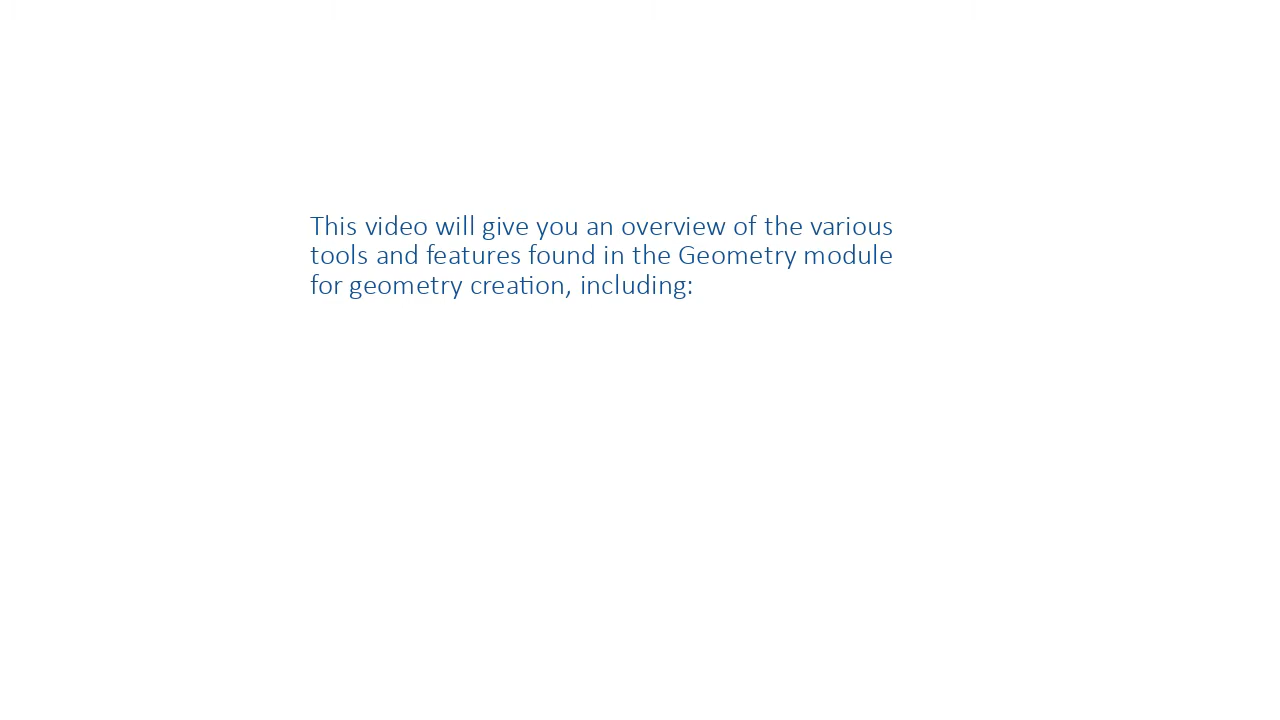 This video will give you an overview of the various
tools and features found in the Geometry module
for geometry creation, including: